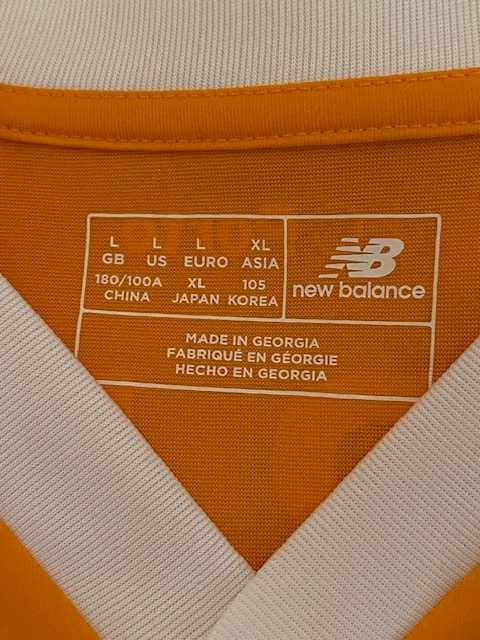 L L L XL
GB US EURO ASIA
180/100A XL 105
CHINA JAPAN KOREA
NB
new balance
MADE IN GEORGIA
FABRIQUÉ EN GÉORGIE
HECHO EN GEORGIA